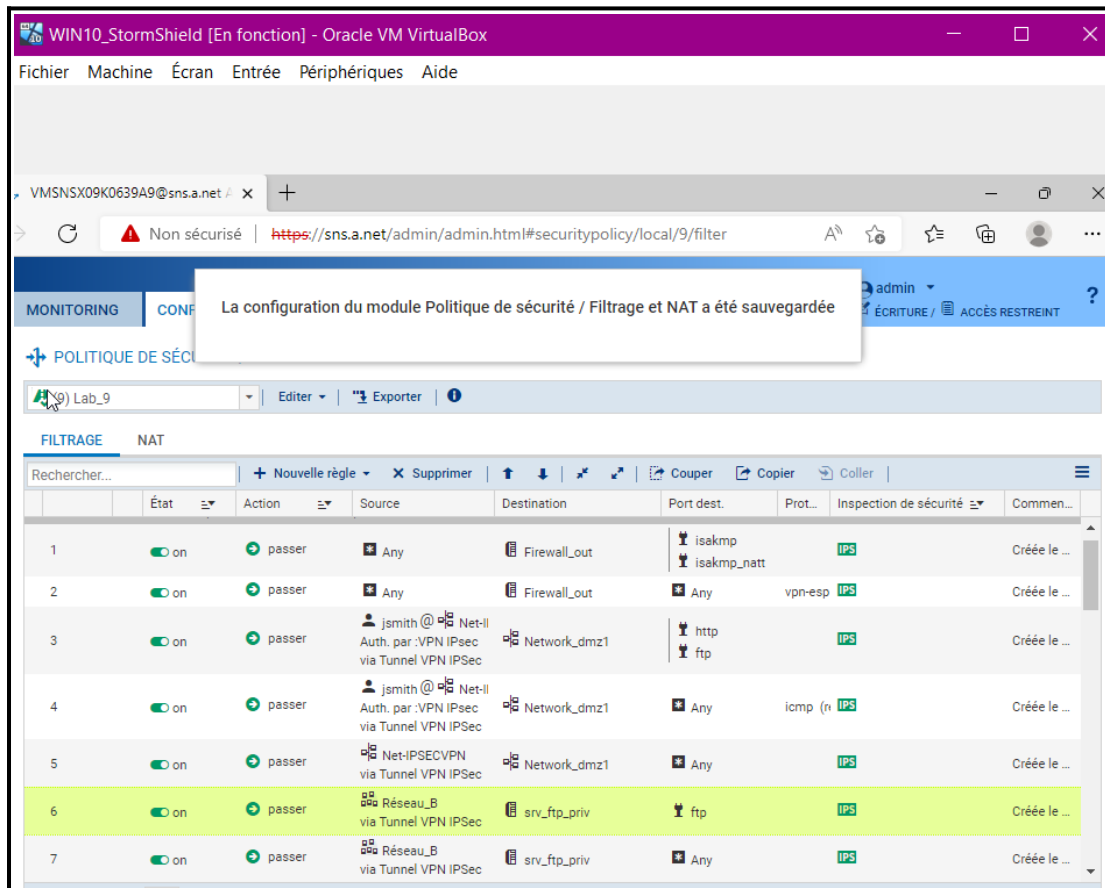 WIN10_StormShield [En fonction] - Oracle VM VirtualBox
Fichier Machine Écran Entrée Périphériques Aide
VMSNSX09K0639A9@sns.a.net
Non sécurisé | https://sns.a.net/admin/admin.html#securitypolicy/local/9/filter
MONITORING CONF
La configuration du module Politique de sécurité / Filtrage et NAT a été sauvegardée
admin
ÉCRITURE / ACCÈS RESTREINT ?
POLITIQUE DE SÉCU
(9) Lab_9 Editer Exporter
FILTRAGE NAT
Rechercher... + Nouvelle règle X Supprimer Couper Copier Coller
État Action Source Destination Port dest. Prot... Inspection de sécurité Commen...
1 on passer Any Firewall_out isakmp IPS Créée le ...
isakmp_natt
2 on passer Any Firewall_out Any vpn-esp IPS Créée le ...
3 on passer jsmith @ Net-I Network_dmz1 http IPS Créée le ...
Auth. par :VPN IPsec ftp
via Tunnel VPN IPSec
4 on passer jsmith @ Net-I Network_dmz1 Any icmp (r IPS Créée le ...
Auth. par :VPN IPsec
via Tunnel VPN IPSec
5 on passer Net-IPSECVPN Network_dmz1 Any IPS Créée le ...
via Tunnel VPN IPSec
6 on passer Réseau_B srv_ftp_priv ftp IPS Créée le ...
via Tunnel VPN IPSec
7 on passer Réseau_B srv_ftp_priv Any IPS Créée le ...
via Tunnel VPN IPSec